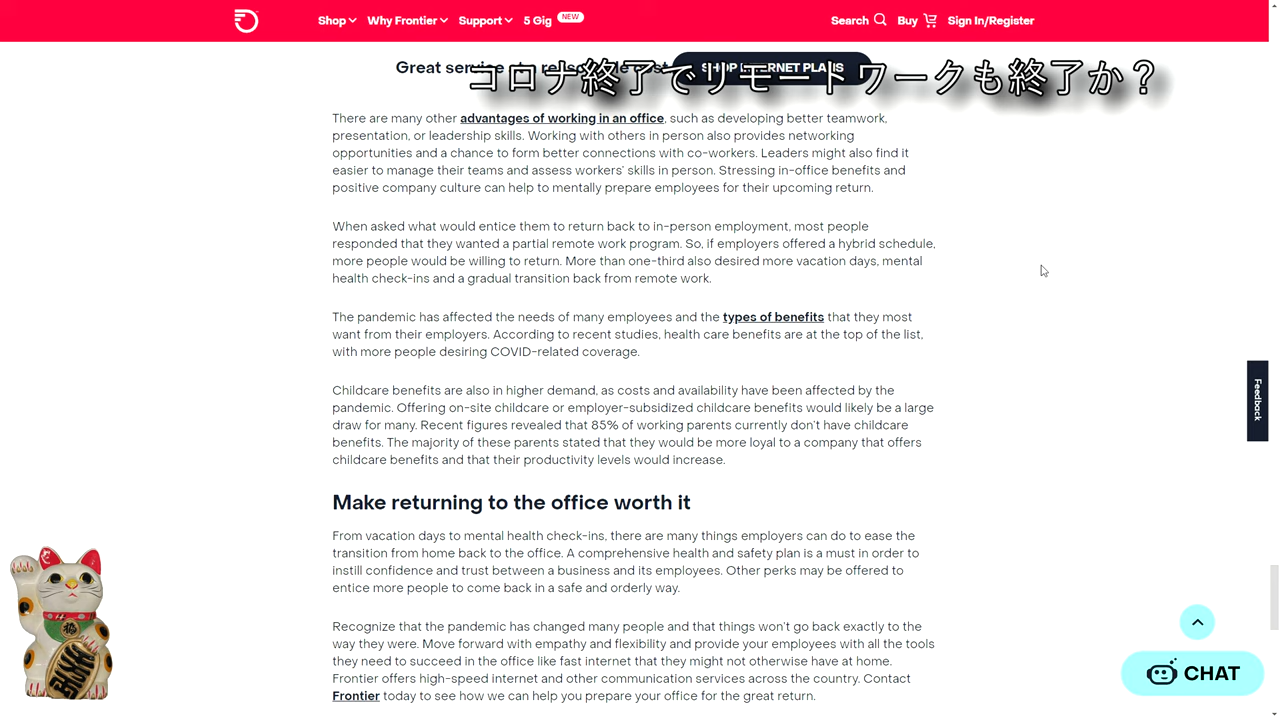 Shop Why Frontier Support 5 Gig NEW Search Buy Sign In/Register
コロナ終了でリモートワークも終了か？
Great service
There are many other advantages of working in an office, such as developing better teamwork,
presentation, or leadership skills. Working with others in person also provides networking
opportunities and a chance to form better connections with co-workers. Leaders might also find it
easier to manage their teams and assess workers' skills in person. Stressing in-office benefits and
positive company culture can help to mentally prepare employees for their upcoming return.
When asked what would entice them to return back to in-person employment, most people
responded that they wanted a partial remote work program. So, if employers offered a hybrid schedule,
more people would be willing to return. More than one-third also desired more vacation days, mental
health check-ins and a gradual transition back from remote work.
The pandemic has affected the needs of many employees and the types of benefits that they most
want from their employers. According to recent studies, health care benefits are at the top of the list,
with more people desiring COVID-related coverage.
Feedback
Childcare benefits are also in higher demand, as costs and availability have been affected by the
pandemic. Offering on-site childcare or employer-subsidized childcare benefits would likely be a large
draw for many. Recent figures revealed that 85% of working parents currently don't have childcare
benefits. The majority of these parents stated that they would be more loyal to a company that offers
childcare benefits and that their productivity levels would increase.
Make returning to the office worth it
From vacation days to mental health check-ins, there are many things employers can do to ease the
transition from home back to the office. A comprehensive health and safety plan is a must in order to
instill confidence and trust between a business and its employees. Other perks may be offered to
entice more people to come back in a safe and orderly way.
Recognize that the pandemic has changed many people and that things won't go back exactly to the
way they were. Move forward with empathy and flexibility and provide your employees with all the tools
they need to succeed in the office like fast internet that they might not otherwise have at home.
Frontier offers high-speed internet and other communication services across the country. Contact
Frontier today to see how we can help you prepare your office for the great return.
CHAT
福